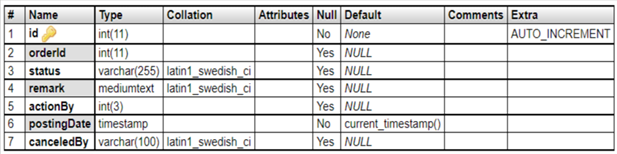 # Name Type Collation Attributes Null Default Comments Extra
1 id int(11) No None AUTO_INCREMENT
2 orderId int(11) Yes NULL
3 status varchar(255) latin1_swedish_ci Yes NULL
4 remark mediumtext latin1_swedish_ci Yes NULL
5 actionBy int(3) Yes NULL
6 postingDate timestamp No current_timestamp()
7 canceledBy varchar(100) latin1_swedish_ci Yes NULL